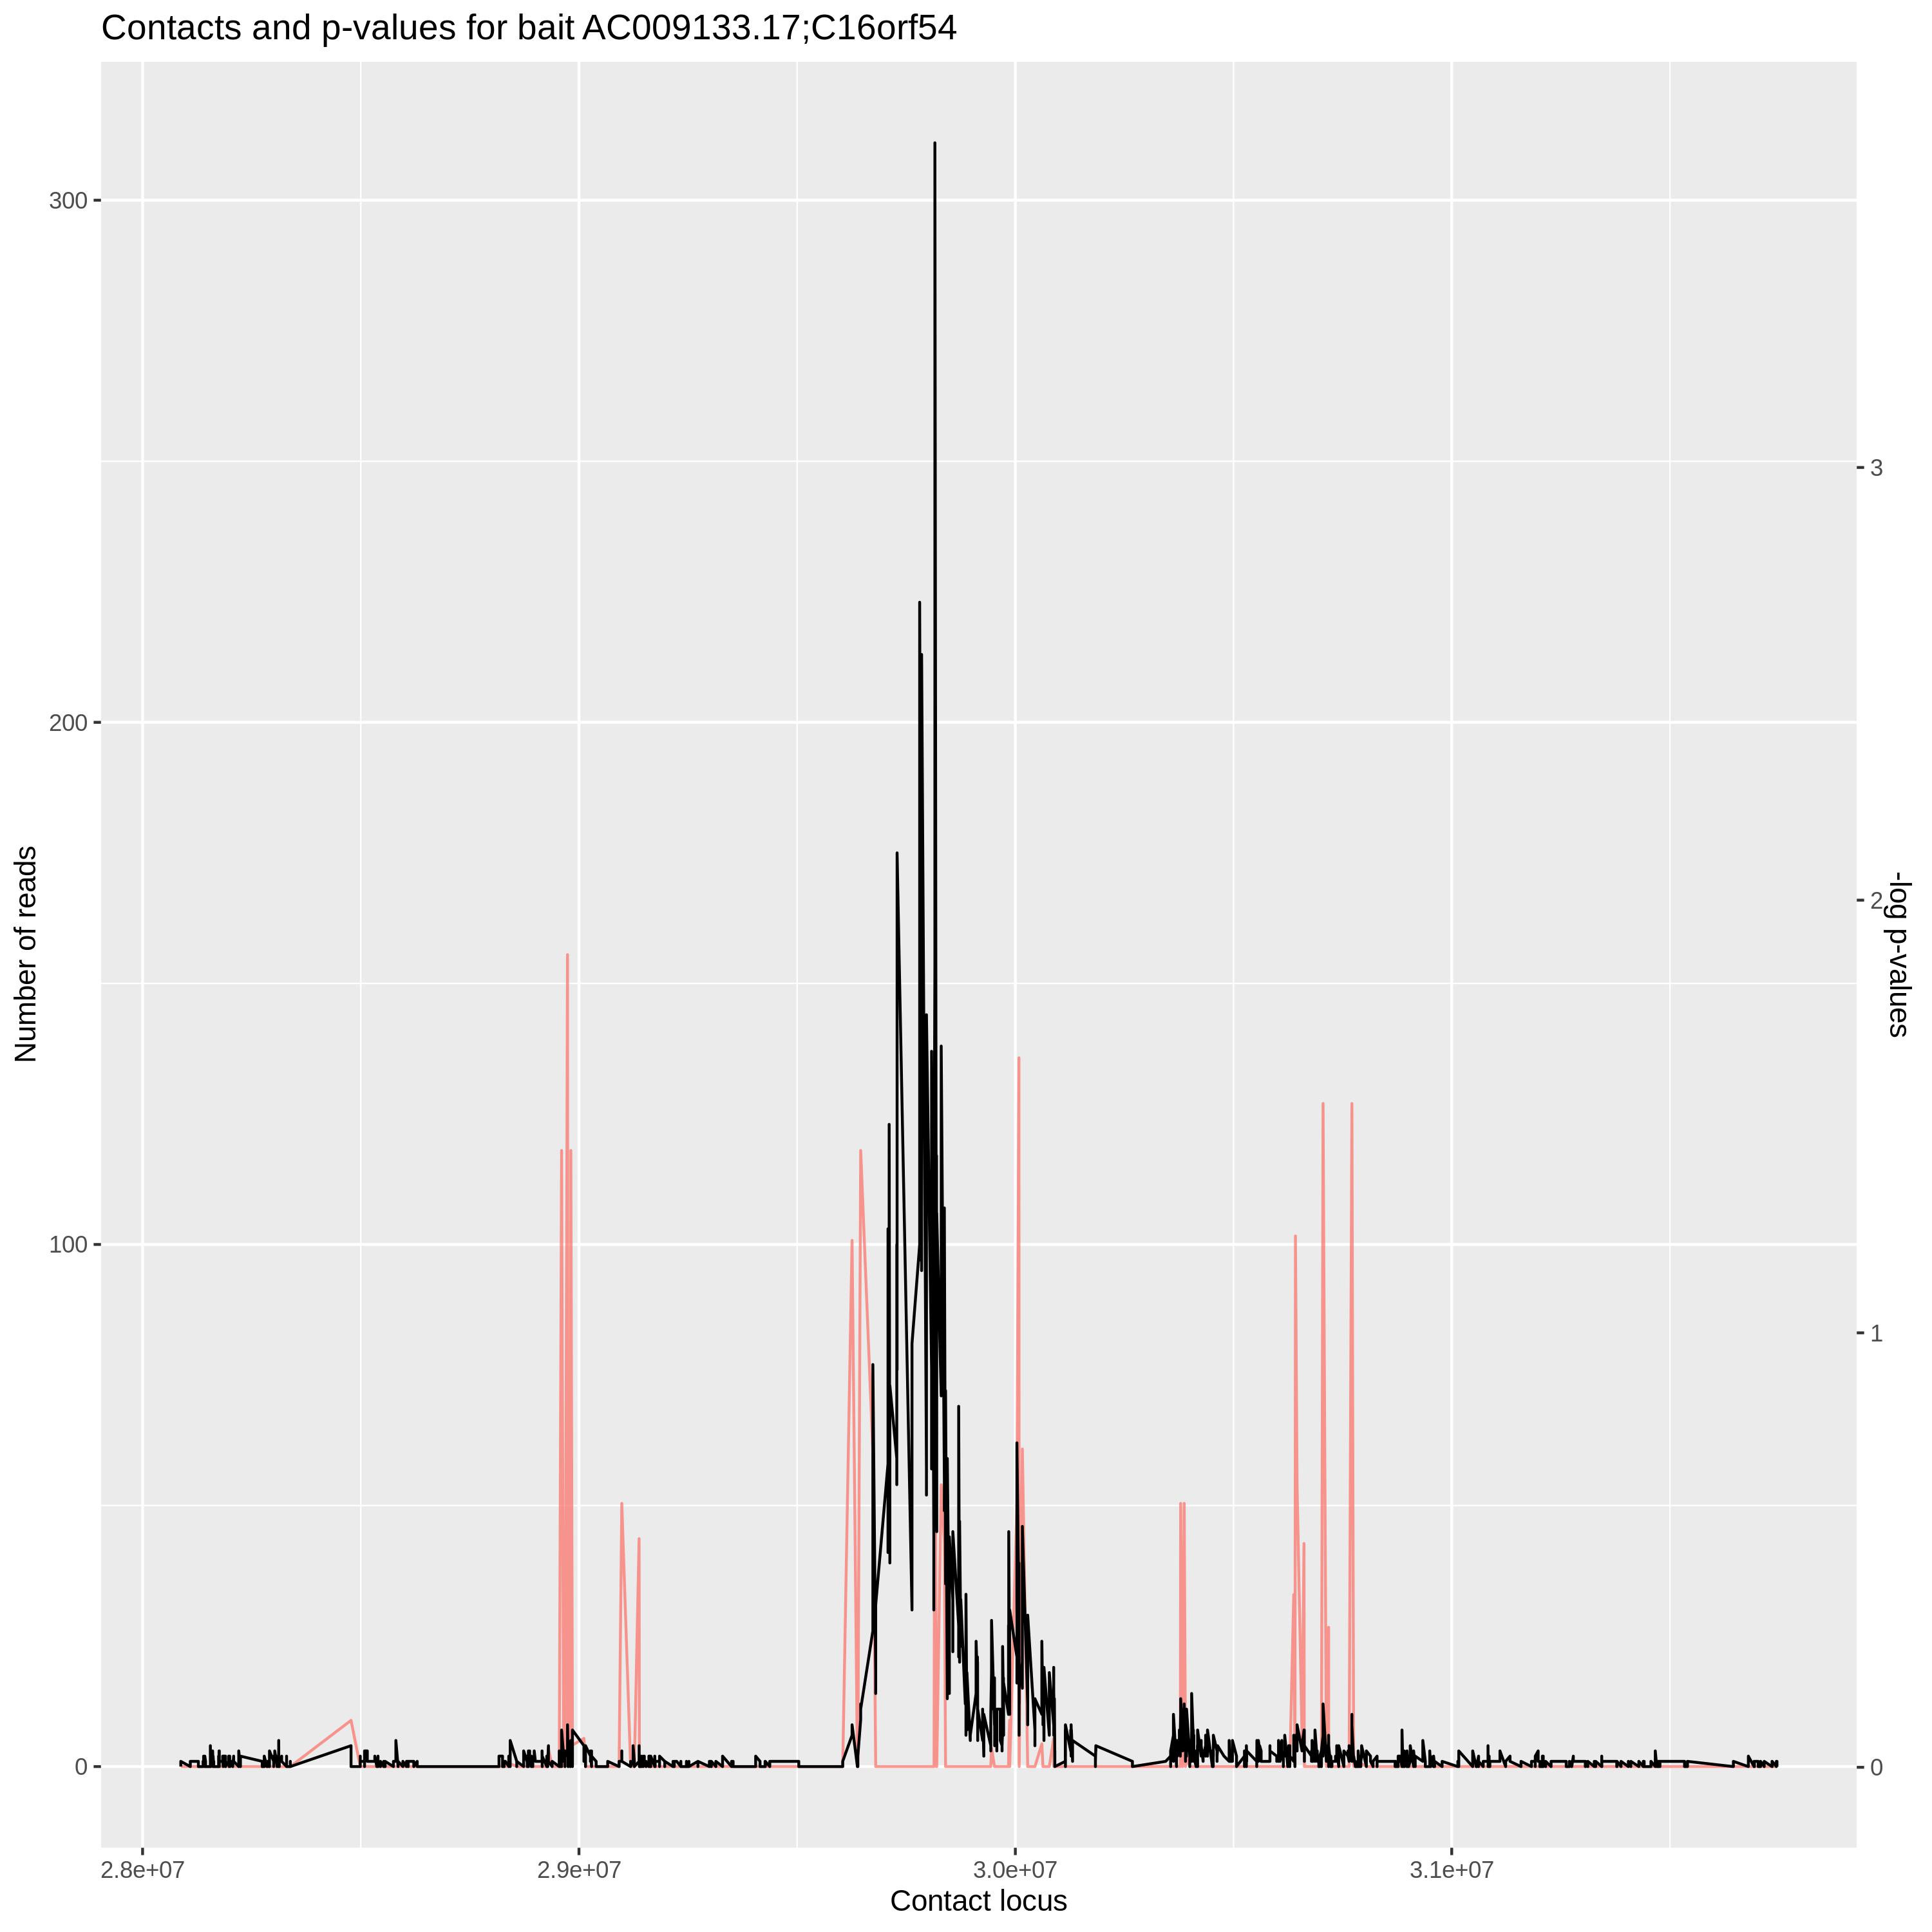 Contacts and p-values for bait AC009133.17;C16orf54
300
200
100
0
Number of reads
3
2
1
0
-log p-values
2.8e+07
2.9e+07
3.0e+07
3.1e+07
Contact locus